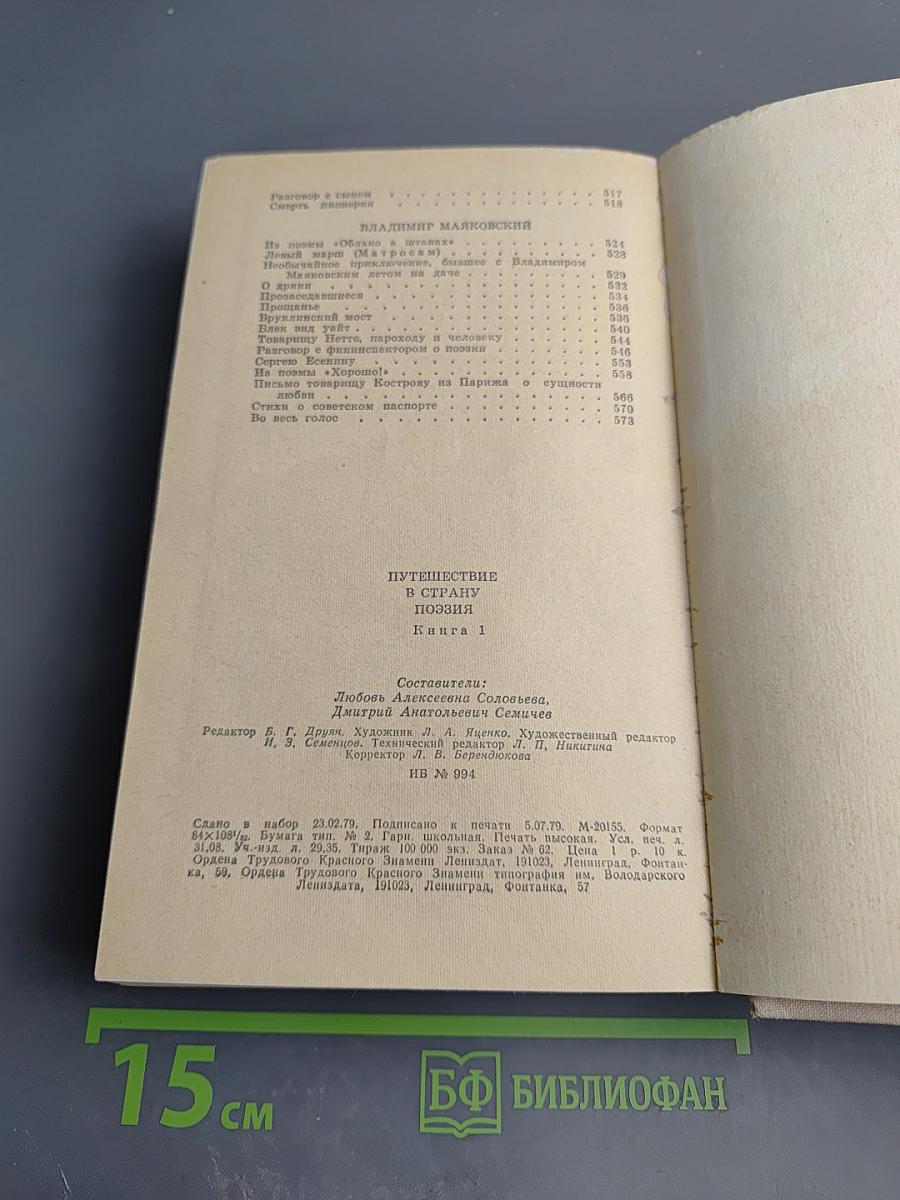 Разговор с сыном . . . . . . . . . . . . . . 517
Смерть пионерки . . . . . . . . . . . . . . 518
ВЛАДИМИР МАЯКОВСКИЙ
Из поэмы «Облако в штанах» . . . . . . . . . 524
Левый марш (Матросам) . . . . . . . . . . 528
Необычайное приключение, бывшее с Владимиром
Маяковским летом на даче . . . . . . . . . 529
О дряни . . . . . . . . . . . . . . . . . 532
Прозаседавшиеся . . . . . . . . . . . . . . 534
Прощанье . . . . . . . . . . . . . . . . 536
Бруклинский мост . . . . . . . . . . . . . 536
Блек энд уайт . . . . . . . . . . . . . . . 540
Товарищу Нетте, пароходу и человеку . . . . . . 544
Разговор с фининспектором о поэзии . . . . . . . 546
Сергею Есенину . . . . . . . . . . . . . . 553
Из поэмы «Хорошо!» . . . . . . . . . . . . 558
Письмо товарищу Кострову из Парижа о сущности
любви . . . . . . . . . . . . . . . . . 566
Стихи о советском паспорте . . . . . . . . . . 570
Во весь голос . . . . . . . . . . . . . . . 573
ПУТЕШЕСТВИЕ
В СТРАНУ
ПОЭЗИЯ
Книга 1
Составители:
Любовь Алексеевна Соловьева,
Дмитрий Анатольевич Семичев
Редактор Б. Г. Друян. Художник Л. А. Яценко. Художественный редактор
И. З. Семенцов. Технический редактор Л. П. Никигина
Корректор Л. В. Берендюкова
ИБ № 994
Сдано в набор 23.02.79. Подписано к печати 5.07.79. М-20155. Формат
84×108¹/₃₂. Бумага тип. № 2. Гарн. школьная. Печать высокая. Усл. печ. л.
31,08. Уч.-изд. л. 29,35. Тираж 100 000 экз. Заказ № 62. Цена 1 р. 10 к.
Ордена Трудового Красного Знамени Лениздат, 191023, Ленинград, Фонтан-
ка, 59. Ордена Трудового Красного Знамени типография им. Володарского
Лениздата, 191023, Ленинград, Фонтанка, 57
15 см
БФ БИБЛИОФАН